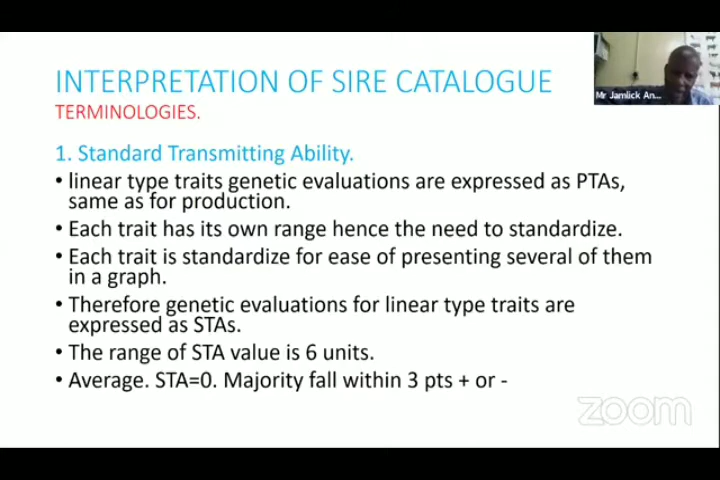 INTERPRETATION OF SIRE CATALOGUE
TERMINOLOGIES.
1. Standard Transmitting Ability.
• linear type traits genetic evaluations are expressed as PTAs,
same as for production.
• Each trait has its own range hence the need to standardize.
• Each trait is standardize for ease of presenting several of them
in a graph.
• Therefore genetic evaluations for linear type traits are
expressed as STAs.
• The range of STA value is 6 units.
• Average. STA=0. Majority fall within 3 pts + or -
Mr Jamlick An...
zoom